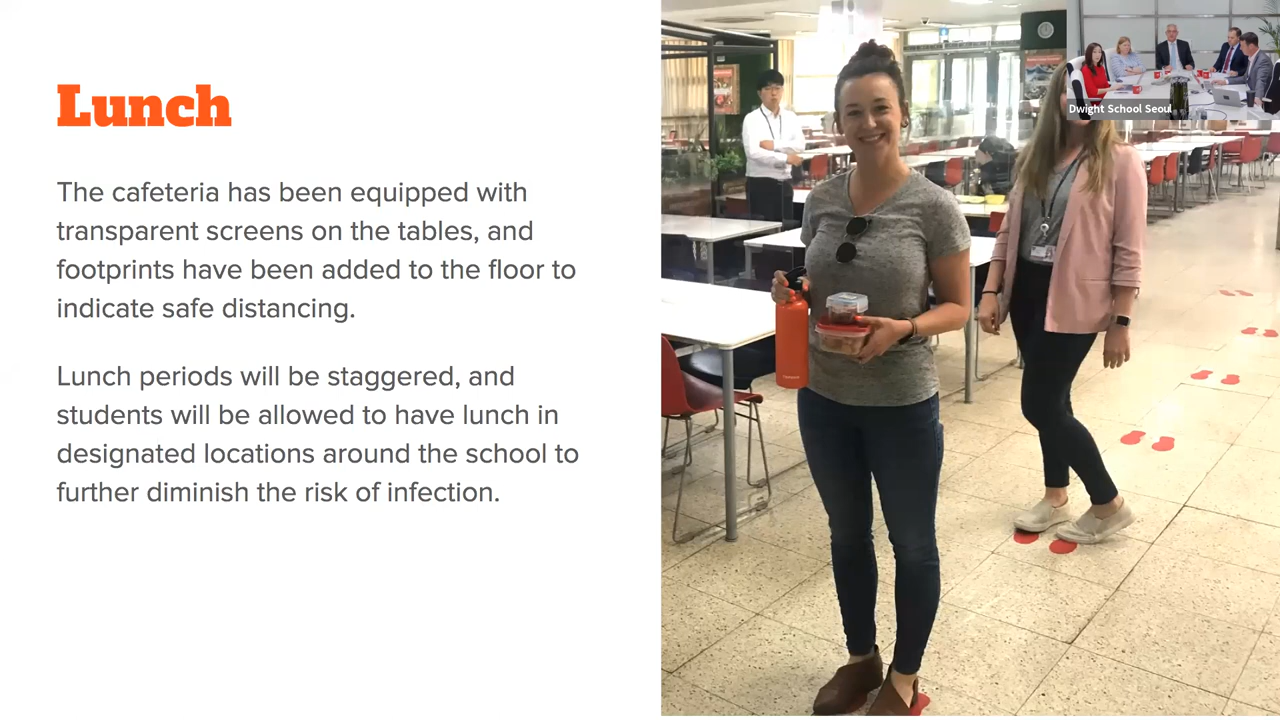 Lunch
The cafeteria has been equipped with
transparent screens on the tables, and
footprints have been added to the floor to
indicate safe distancing.
Lunch periods will be staggered, and
students will be allowed to have lunch in
designated locations around the school to
further diminish the risk of infection.
Dwight School Seoul